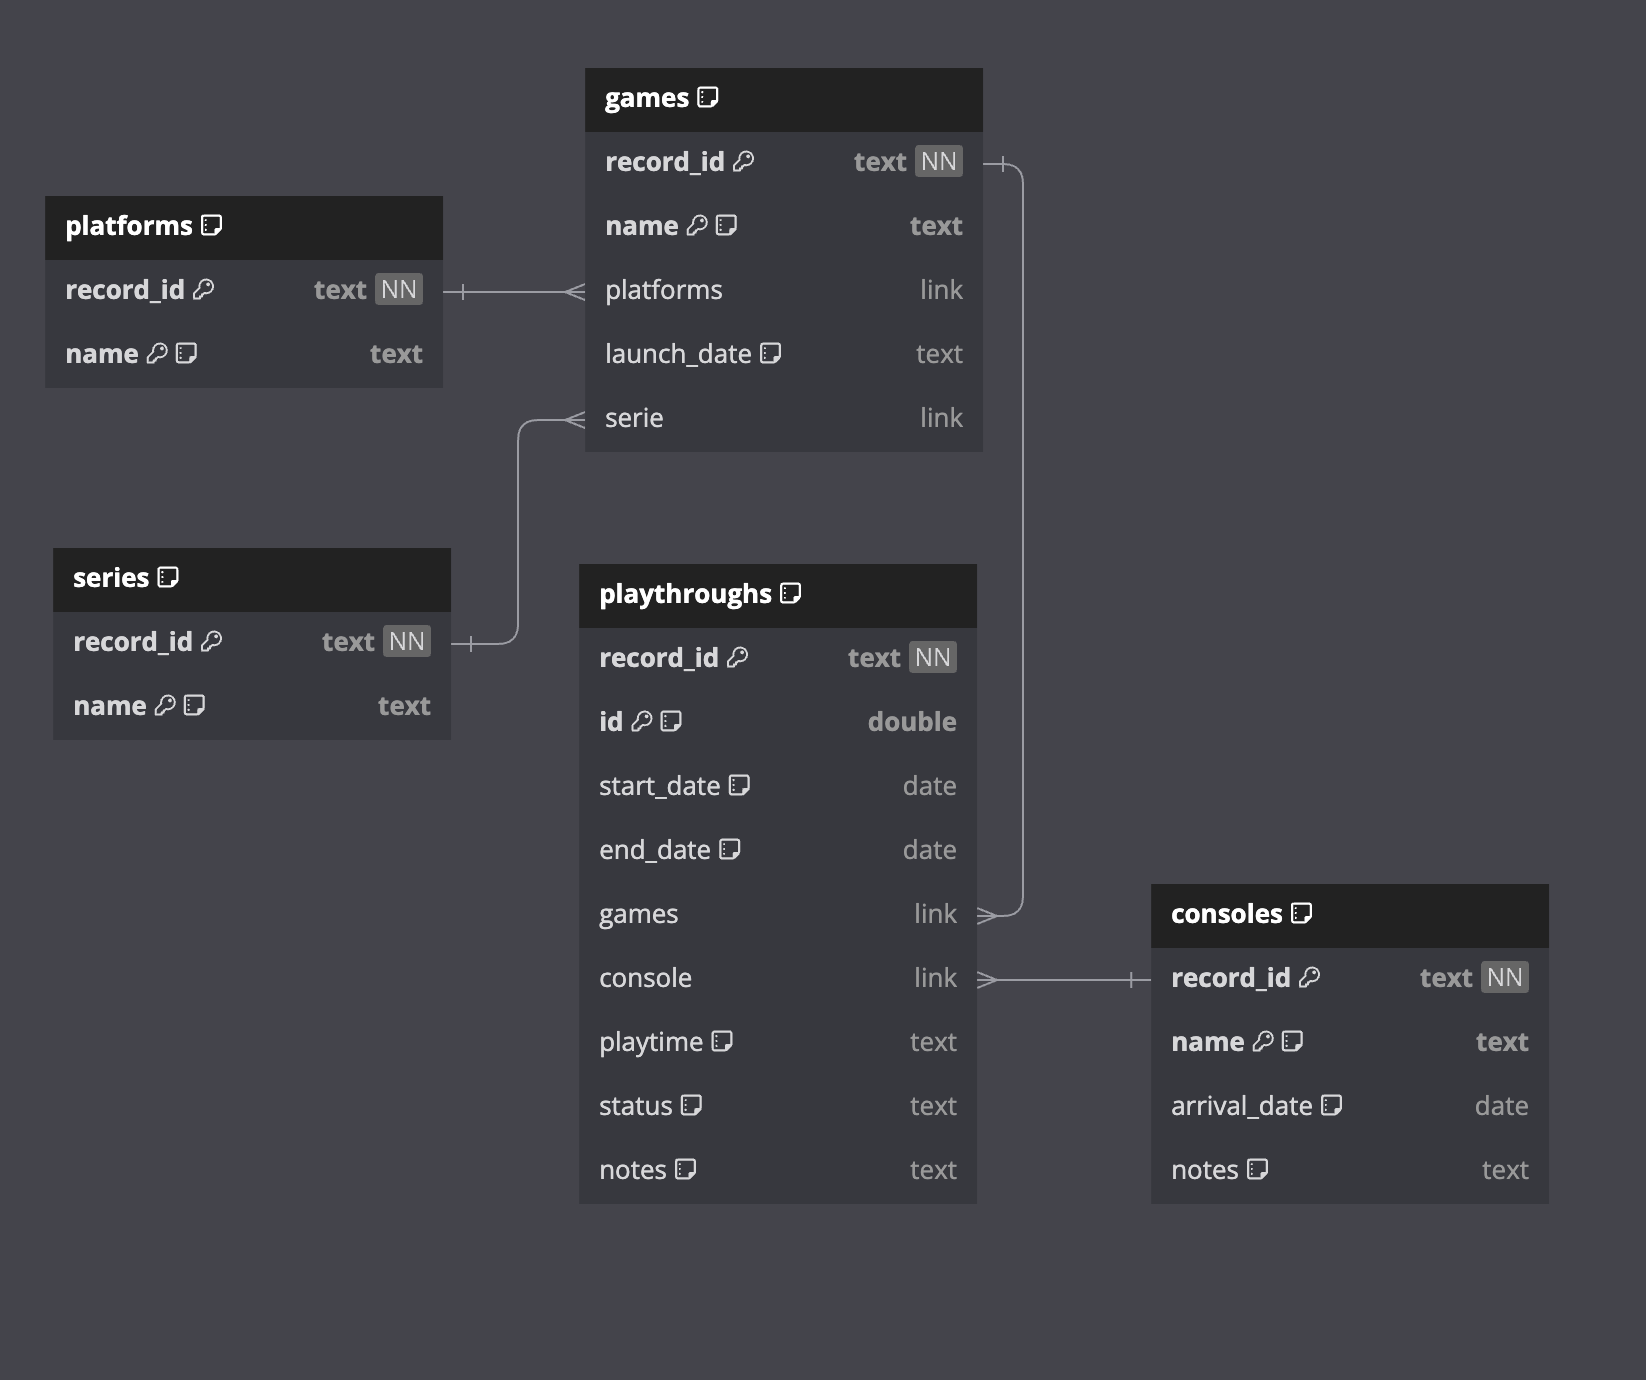 games
record_id text NN
name text
platforms link
launch_date text
serie link
platforms
record_id text NN
name text
series
record_id text NN
name text
playthroughs
record_id text NN
id double
start_date date
end_date date
games link
console link
playtime text
status text
notes text
consoles
record_id text NN
name text
arrival_date date
notes text